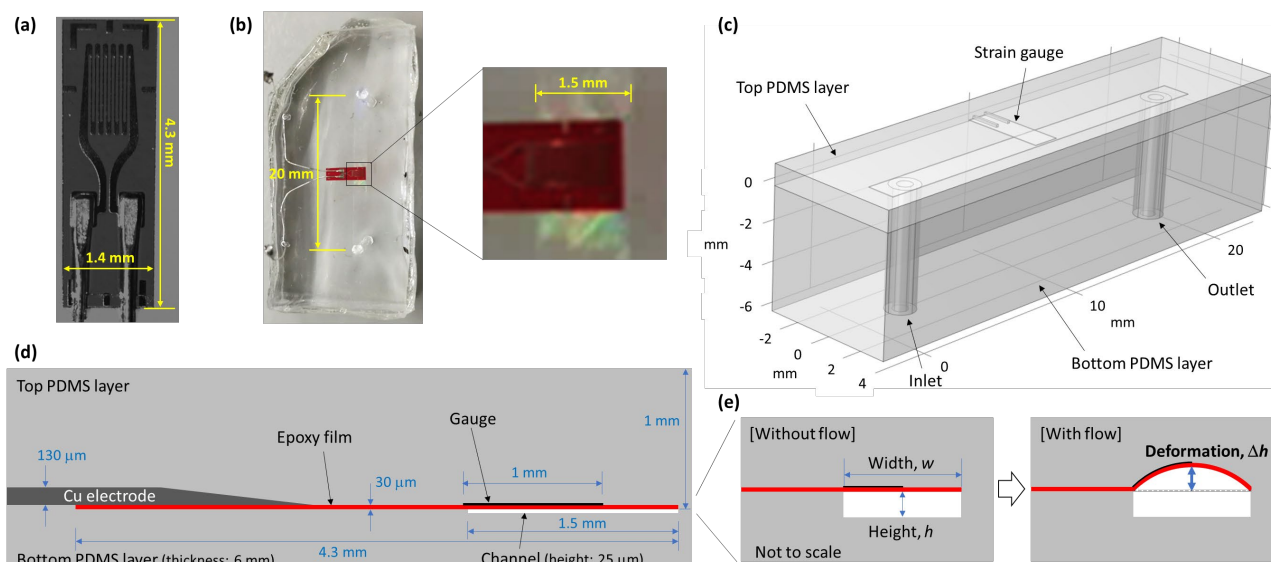 (a)
4.3 mm
1.4 mm
(b)
20 mm
1.5 mm
(c)
Strain gauge
Top PDMS layer
0
-2
mm
-4
-6
-2
0
mm
2
4
0
10
mm
20
Inlet
Outlet
Bottom PDMS layer
(d)
Top PDMS layer
1 mm
Gauge
Epoxy film
130 µm
1 mm
30 µm
Cu electrode
1.5 mm
4.3 mm
Bottom PDMS layer (thickness: 6 mm)
Channel (height: 25 µm)
(e)
[Without flow]
Width, w
Height, h
Not to scale
[With flow]
Deformation, Δh